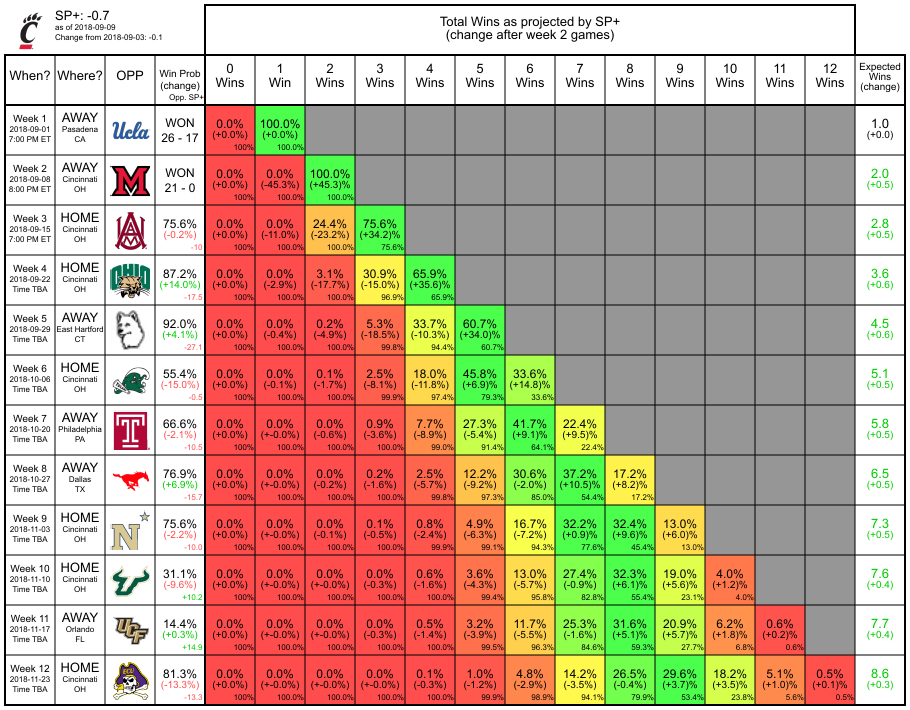 SP+: -0.7
as of 2018-09-09
Change from 2018-09-03: -0.1
Total Wins as projected by SP+
(change after week 2 games)
When? Where? OPP Win Prob (change) Opp. SP+ 0 Wins 1 Win 2 Wins 3 Wins 4 Wins 5 Wins 6 Wins 7 Wins 8 Wins 9 Wins 10 Wins 11 Wins 12 Wins Expected Wins (change)
Week 1 AWAY Ucla WON 0.0% 100.0% 1.0
2018-09-01 Pasadena 26 - 17 (+0.0%) (+0.0%) (+0.0)
7:00 PM ET CA 100% 100.0%
Week 2 AWAY M WON 0.0% 0.0% 100.0% 2.0
2018-09-08 Cincinnati 21 - 0 (+0.0%) (-45.3%) (+45.3)% (+0.5)
8:00 PM ET OH 100% 100.0% 100.0%
Week 3 HOME 75.6% 0.0% 0.0% 24.4% 75.6% 2.8
2018-09-15 Cincinnati (-0.2%) (+0.0%) (-11.0%) (-23.2%) (+34.2)% (+0.5)
7:00 PM ET OH -10 100% 100.0% 100.0% 75.6%
Week 4 HOME OHIO 87.2% 0.0% 0.0% 3.1% 30.9% 65.9% 3.6
2018-09-22 Cincinnati (+14.0%) (+0.0%) (-2.9%) (-17.7%) (-15.0%) (+35.6)% (+0.6)
Time TBA OH -17.5 100% 100.0% 100.0% 96.9% 65.9%
Week 5 AWAY 92.0% 0.0% 0.0% 0.2% 5.3% 33.7% 60.7% 4.5
2018-09-29 East Hartford (+4.1%) (+0.0%) (-0.4%) (-4.9%) (-18.5%) (-10.3%) (+34.0)% (+0.6)
Time TBA CT -27.1 100% 100.0% 100.0% 99.8% 94.4% 60.7%
Week 6 HOME 55.4% 0.0% 0.0% 0.1% 2.5% 18.0% 45.8% 33.6% 5.1
2018-10-06 Cincinnati (-15.0%) (+0.0%) (-0.1%) (-1.7%) (-8.1%) (-11.8%) (+6.9)% (+14.8)% (+0.5)
Time TBA OH -0.5 100% 100.0% 100.0% 99.9% 97.4% 79.3% 33.6%
Week 7 AWAY T 66.6% 0.0% 0.0% 0.0% 0.9% 7.7% 27.3% 41.7% 22.4% 5.8
2018-10-20 Philadelphia (-2.1%) (+0.0%) (+-0.0%) (-0.6%) (-3.6%) (-8.9%) (-5.4%) (+9.1)% (+9.5)% (+0.5)
Time TBA PA -10.5 100% 100.0% 100.0% 100.0% 99.0% 91.4% 64.1% 22.4%
Week 8 AWAY 76.9% 0.0% 0.0% 0.0% 0.2% 2.5% 12.2% 30.6% 37.2% 17.2% 6.5
2018-10-27 Dallas (+6.9%) (+0.0%) (+-0.0%) (-0.2%) (-1.6%) (-5.7%) (-9.2%) (-2.0%) (+10.5)% (+8.2)% (+0.5)
Time TBA TX -15.7 100% 100.0% 100.0% 100.0% 99.8% 97.3% 85.0% 54.4% 17.2%
Week 9 HOME N 75.6% 0.0% 0.0% 0.0% 0.1% 0.8% 4.9% 16.7% 32.2% 32.4% 13.0% 7.3
2018-11-03 Cincinnati (-2.2%) (+0.0%) (+-0.0%) (-0.1%) (-0.5%) (-2.4%) (-6.3%) (-7.2%) (+0.9)% (+9.6)% (+6.0)% (+0.5)
Time TBA OH -10.0 100% 100.0% 100.0% 100.0% 99.9% 99.1% 94.3% 77.6% 45.4% 13.0%
Week 10 HOME 31.1% 0.0% 0.0% 0.0% 0.0% 0.6% 3.6% 13.0% 27.4% 32.3% 19.0% 4.0% 7.6
2018-11-10 Cincinnati (-9.6%) (+0.0%) (+-0.0%) (+-0.0%) (-0.3%) (-1.6%) (-4.3%) (-5.7%) (-0.9%) (+6.1)% (+5.6)% (+1.2)% (+0.4)
Time TBA OH +10.2 100% 100.0% 100.0% 100.0% 100.0% 99.4% 95.8% 82.8% 55.4% 23.1% 4.0%
Week 11 AWAY UCF 14.4% 0.0% 0.0% 0.0% 0.0% 0.5% 3.2% 11.7% 25.3% 31.6% 20.9% 6.2% 0.6% 7.7
2018-11-17 Orlando (+0.3%) (+0.0%) (+-0.0%) (+-0.0%) (-0.3%) (-1.4%) (-3.9%) (-5.5%) (-1.6%) (+5.1)% (+5.7)% (+1.8)% (+0.2)% (+0.4)
Time TBA FL +14.9 100% 100.0% 100.0% 100.0% 100.0% 99.5% 96.3% 84.6% 59.3% 27.7% 6.8% 0.6%
Week 12 HOME ECU 81.3% 0.0% 0.0% 0.0% 0.0% 0.1% 1.0% 4.8% 14.2% 26.5% 29.6% 18.2% 5.1% 0.5% 8.6
2018-11-23 Cincinnati (-13.3%) (+0.0%) (+-0.0%) (+-0.0%) (-0.1%) (-0.3%) (-1.2%) (-2.9%) (-3.5%) (-0.4%) (+3.7)% (+3.5)% (+1.0)% (+0.1)% (+0.3)
Time TBA OH -13.3 100% 100.0% 100.0% 100.0% 100.0% 99.9% 98.9% 94.1% 79.9% 53.4% 23.8% 5.6% 0.5%